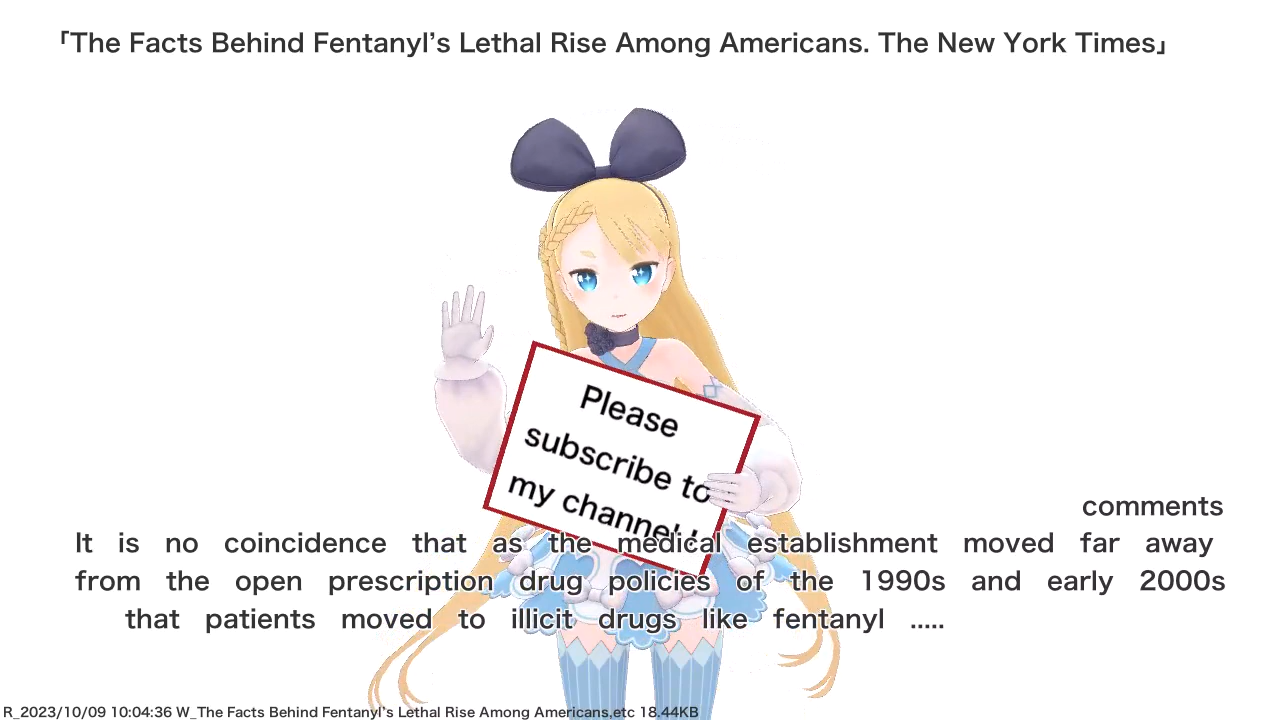 「The Facts Behind Fentanyl’s Lethal Rise Among Americans. The New York Times」
Please
subscribe to
my channel !
comments
It is no coincidence that as the medical establishment moved far away
from the open prescription drug policies of the 1990s and early 2000s
that patients moved to illicit drugs like fentanyl .....
R_2023/10/09 10:04:36 W_The Facts Behind Fentanyl’s Lethal Rise Among Americans,etc 18.44KB